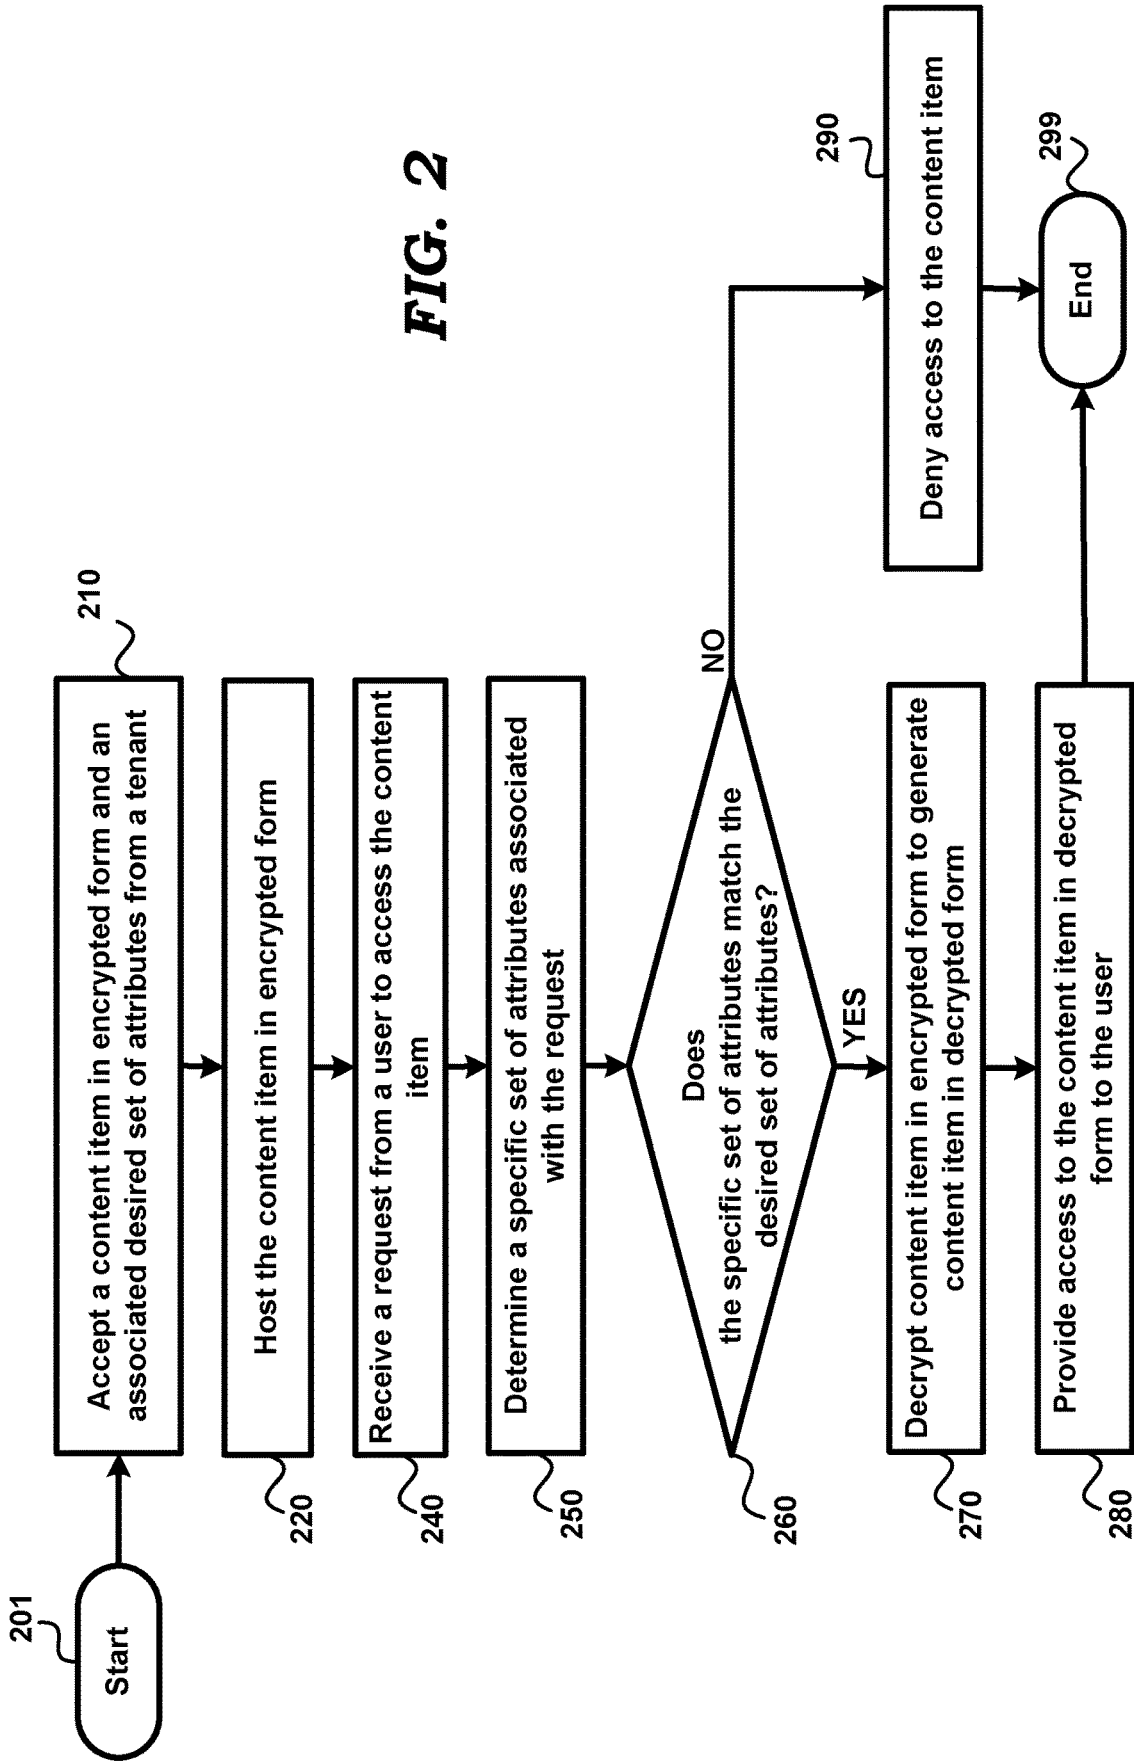 201
Start
210
Accept a content item in encrypted form and an
associated desired set of attributes from a tenant
220
Host the content item in encrypted form
240
Receive a request from a user to access the content
item
250
Determine a specific set of attributes associated
with the request
260
Does
the specific set of attributes match the
desired set of attributes?
NO
YES
270
Decrypt content item in encrypted form to generate
content item in decrypted form
280
Provide access to the content item in decrypted
form to the user
290
Deny access to the content item
299
End
FIG. 2